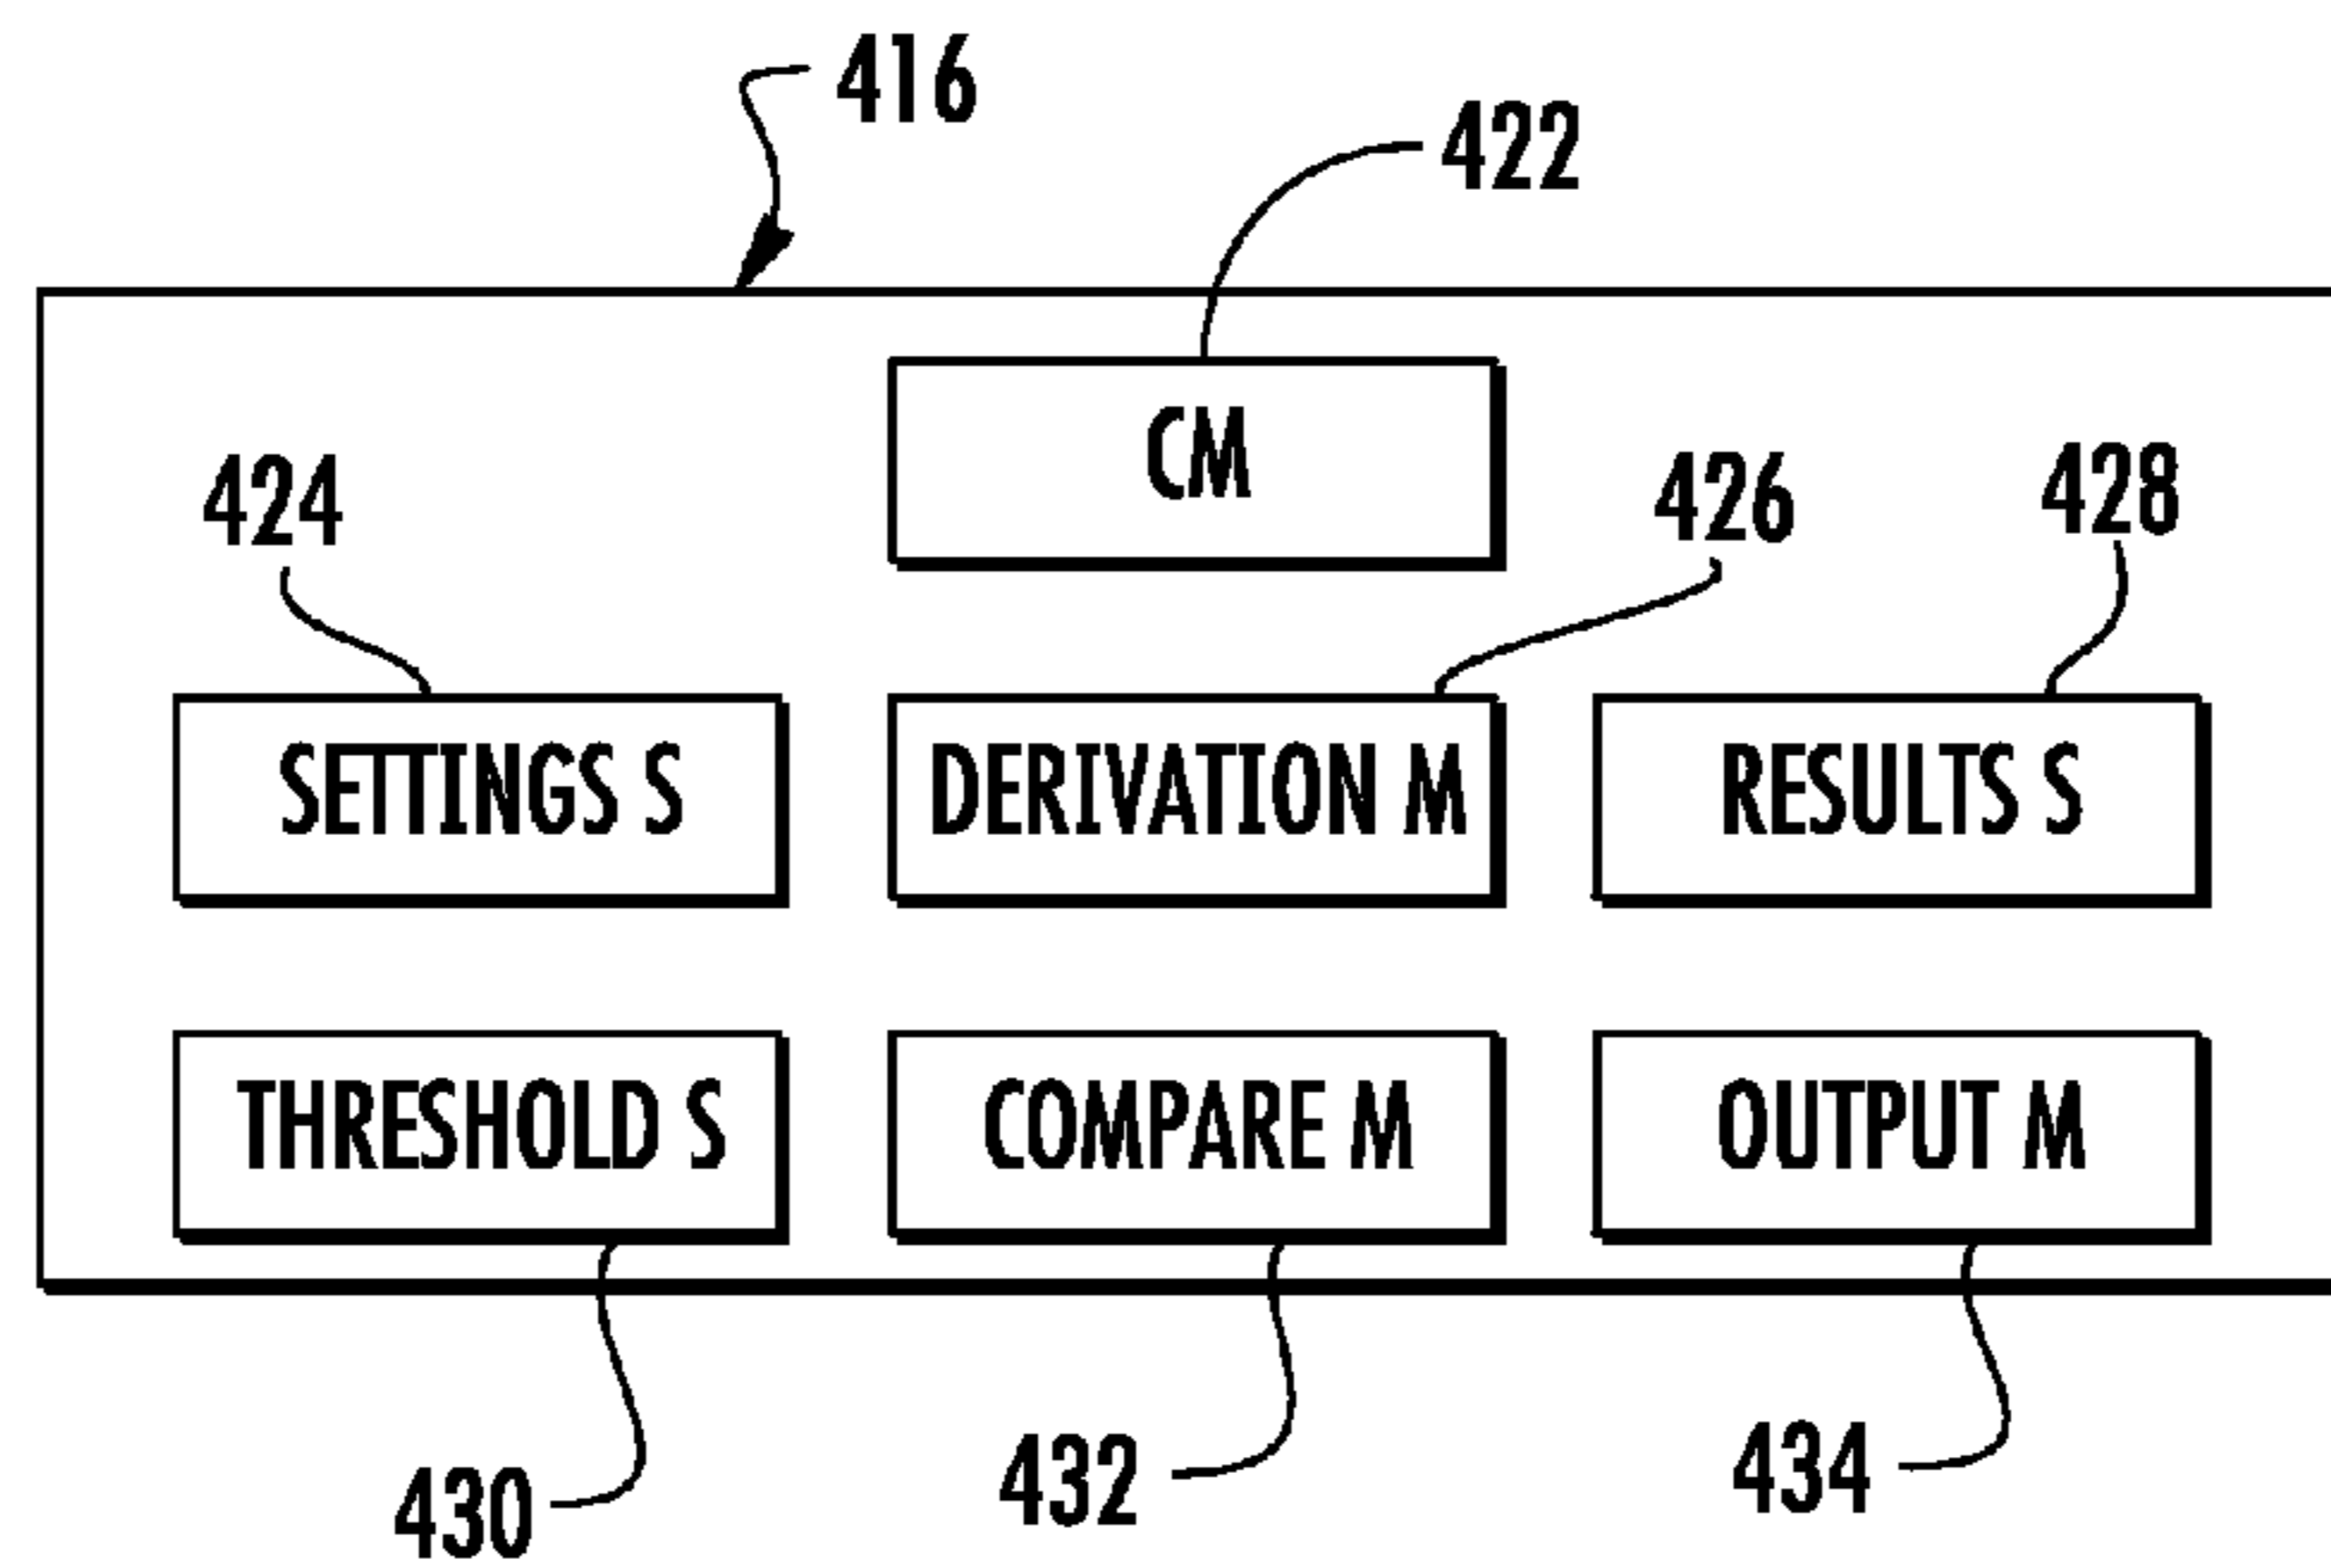 416
422
CM
424
426
428
SETTINGS S
DERIVATION M
RESULTS S
THRESHOLD S
COMPARE M
OUTPUT M
430
432
434